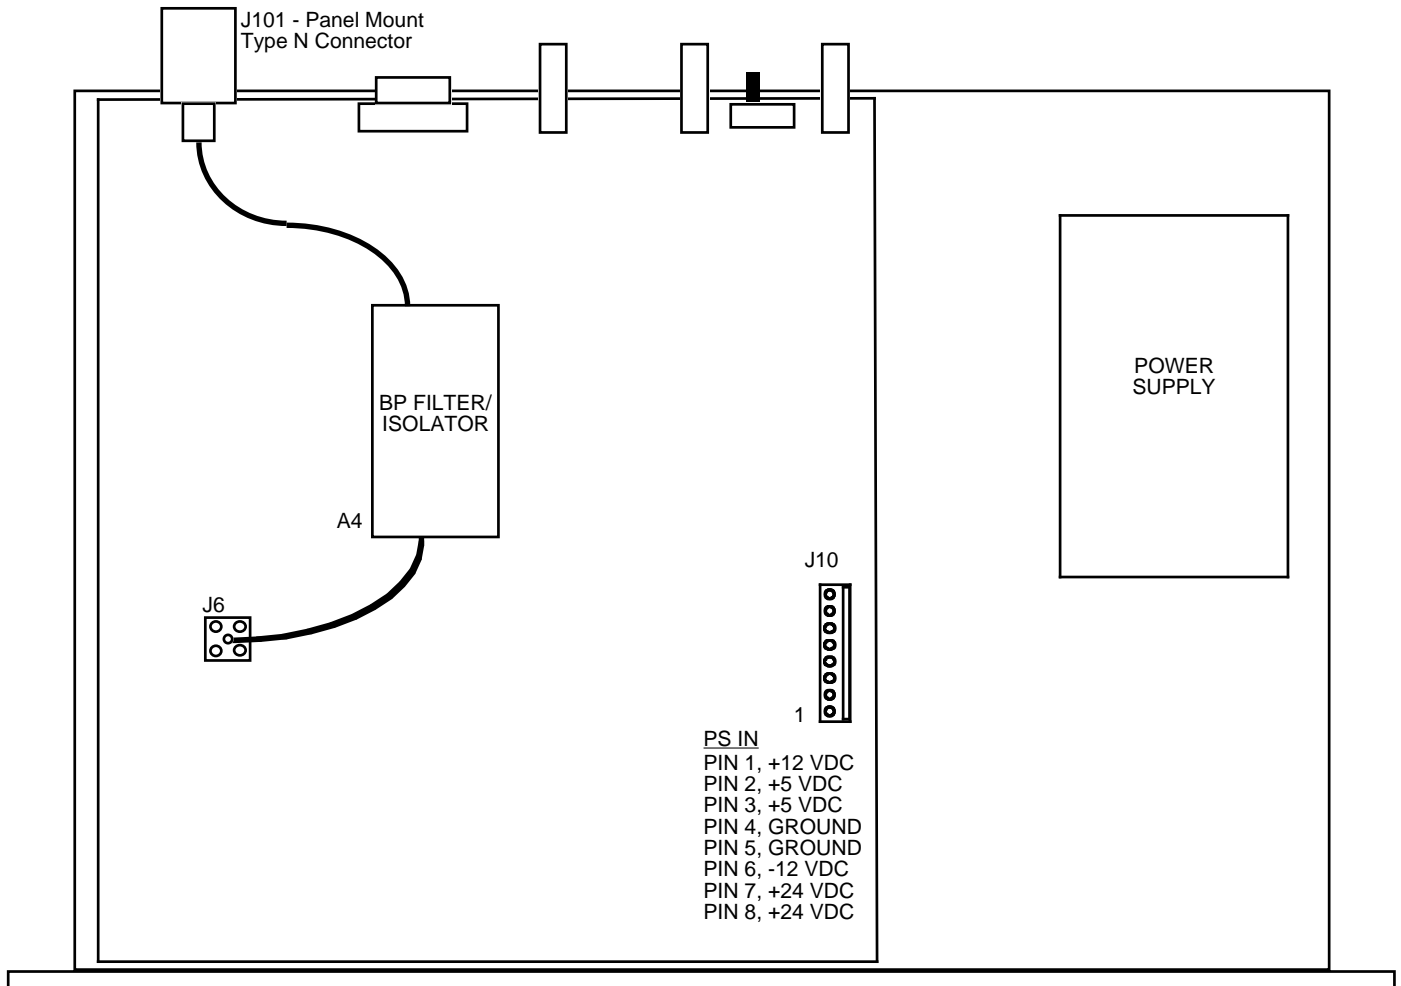 J101 - Panel Mount
Type N Connector
POWER
SUPPLY
BP FILTER/
ISOLATOR
A4
J10
J6
1
PS IN
PIN 1, +12 VDC
PIN 2, +5 VDC
PIN 3, +5 VDC
PIN 4, GROUND
PIN 5, GROUND
PIN 6, -12 VDC
PIN 7, +24 VDC
PIN 8, +24 VDC